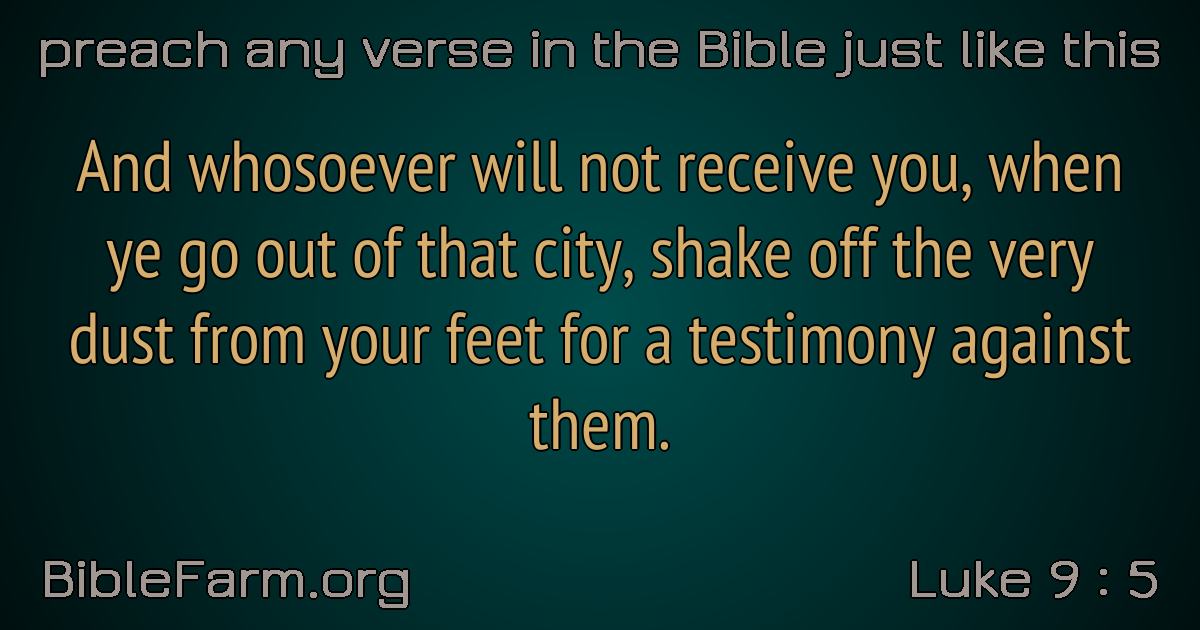 preach any verse in the Bible just like this
And whosoever will not receive you, when
ye go out of that city, shake off the very
dust from your feet for a testimony against
them.
BibleFarm.org
Luke 9 : 5